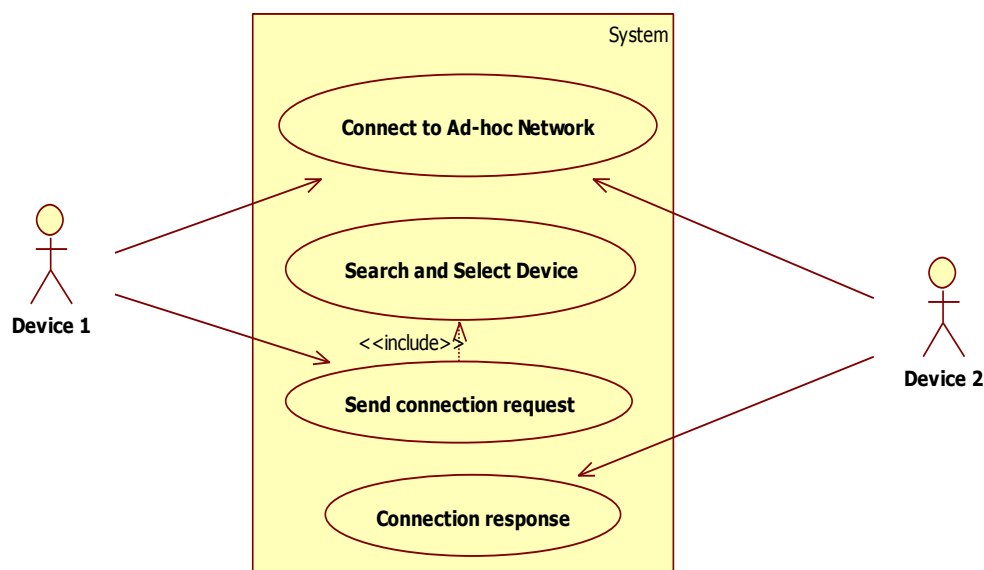 System
Connect to Ad-hoc Network
Search and Select Device
Device 1
<<include>>
Device 2
Send connection request
Connection response